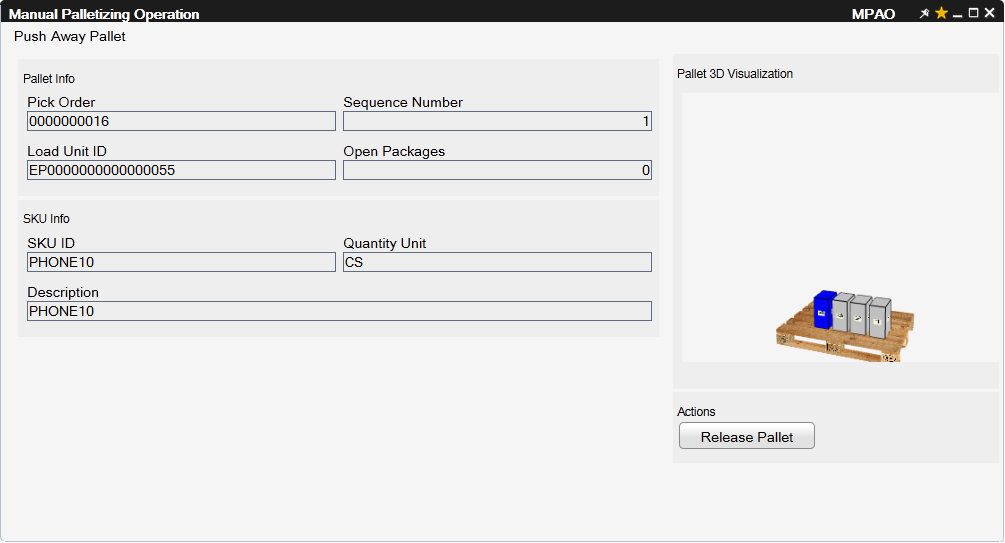 Manual Palletizing Operation MPAO
Push Away Pallet
Pallet Info
Pick Order Sequence Number
0000000016 1
Load Unit ID Open Packages
EP0000000000000055 0
SKU Info
SKU ID Quantity Unit
PHONE10 CS
Description
PHONE10
Pallet 3D Visualization
Actions
Release Pallet